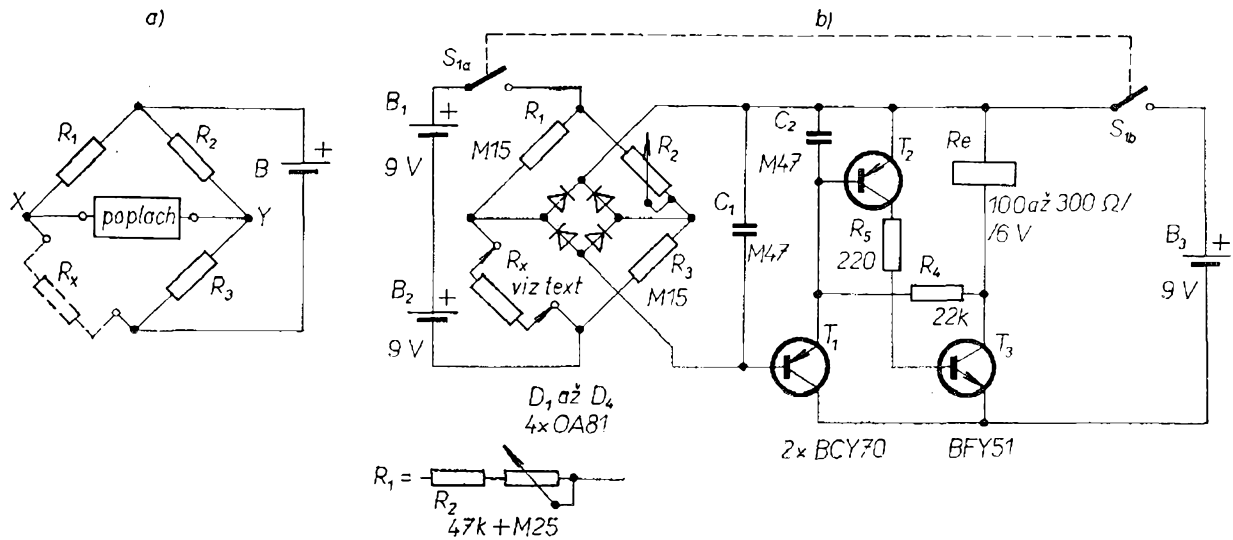 a)
R₁
R₂
B
+
X
poplach
Y
Rₓ
R₃
b)
S₁ₐ
B₁
+
9 V
R₁
M15
R₂
C₁
M47
C₂
M47
T₂
Re
100 až 300 Ω/
/6 V
S₁b
B₃
+
9 V
B₂
+
9 V
Rₓ
viz text
R₃
M15
R₅
220
R₄
22k
T₁
T₃
D₁ až D₄
4x OA81
2x BCY70
BFY51
R₁ =
R₂
47k + M25